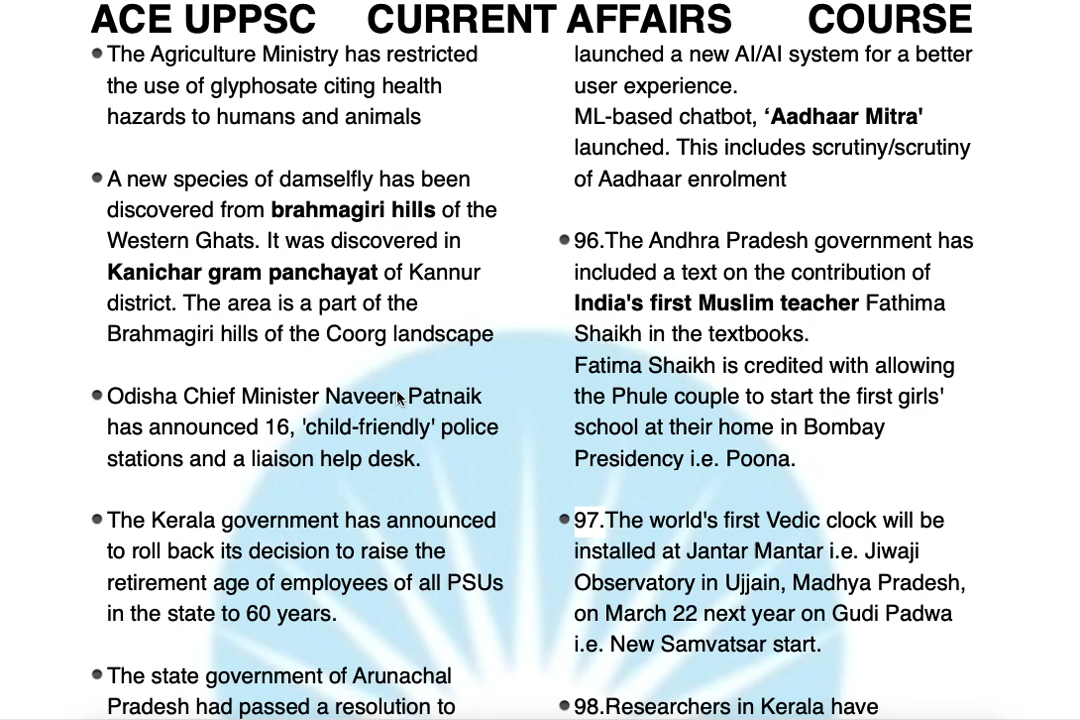 ACE UPPSC CURRENT AFFAIRS COURSE
The Agriculture Ministry has restricted
the use of glyphosate citing health
hazards to humans and animals
A new species of damselfly has been
discovered from brahmagiri hills of the
Western Ghats. It was discovered in
Kanichar gram panchayat of Kannur
district. The area is a part of the
Brahmagiri hills of the Coorg landscape
Odisha Chief Minister Naveen Patnaik
has announced 16, 'child-friendly' police
stations and a liaison help desk.
The Kerala government has announced
to roll back its decision to raise the
retirement age of employees of all PSUs
in the state to 60 years.
The state government of Arunachal
Pradesh had passed a resolution to
launched a new AI/AI system for a better
user experience.
ML-based chatbot, ‘Aadhaar Mitra'
launched. This includes scrutiny/scrutiny
of Aadhaar enrolment
96.The Andhra Pradesh government has
included a text on the contribution of
India's first Muslim teacher Fathima
Shaikh in the textbooks.
Fatima Shaikh is credited with allowing
the Phule couple to start the first girls'
school at their home in Bombay
Presidency i.e. Poona.
97.The world's first Vedic clock will be
installed at Jantar Mantar i.e. Jiwaji
Observatory in Ujjain, Madhya Pradesh,
on March 22 next year on Gudi Padwa
i.e. New Samvatsar start.
98.Researchers in Kerala have